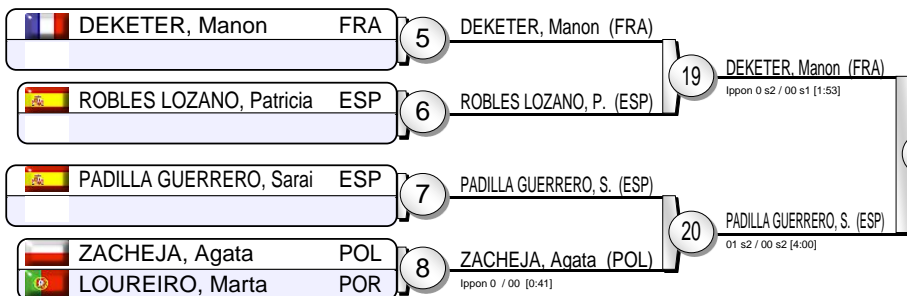 DEKETER, Manon FRA
5
DEKETER, Manon (FRA)
19
DEKETER, Manon (FRA)
Ippon 0 s2 / 00 s1 [1:53]
ROBLES LOZANO, Patricia ESP
6
ROBLES LOZANO, P. (ESP)
PADILLA GUERRERO, Sarai ESP
7
PADILLA GUERRERO, S. (ESP)
20
PADILLA GUERRERO, S. (ESP)
01 s2 / 00 s2 [4:00]
ZACHEJA, Agata POL
LOUREIRO, Marta POR
8
ZACHEJA, Agata (POL)
Ippon 0 / 00 [0:41]